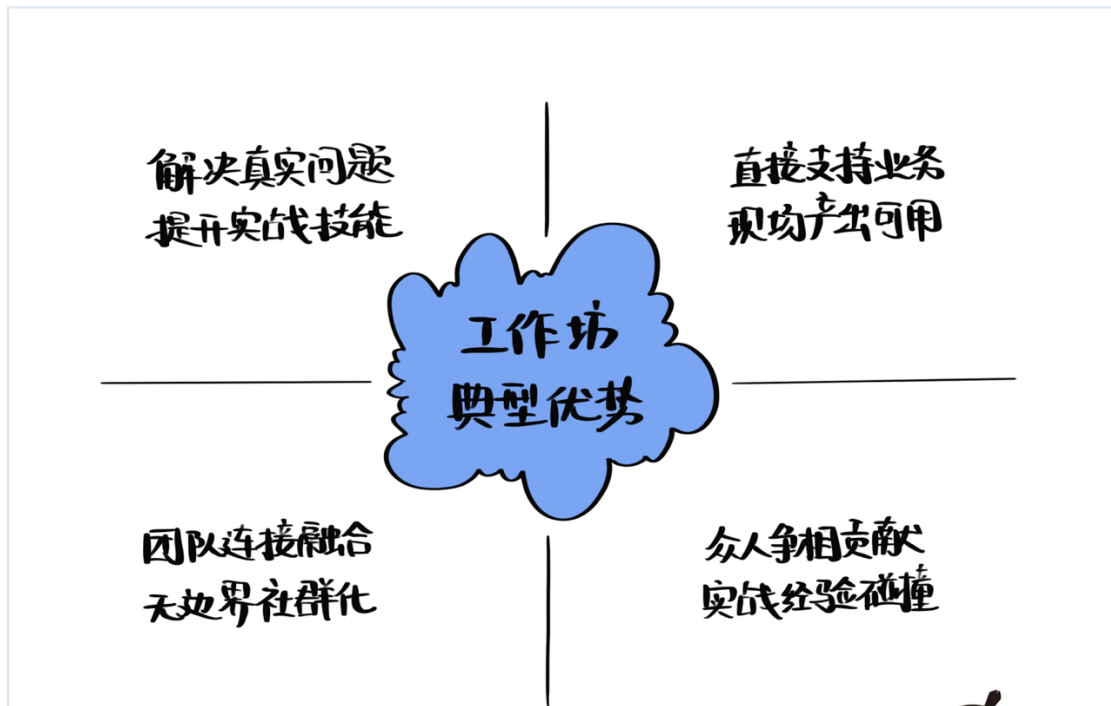 解决真实问题
提升实战技能
直接支持业务
现场产出可用
工作坊
典型优势
团队连接融合
无边界社群化
众人争相贡献
实战经验碰撞